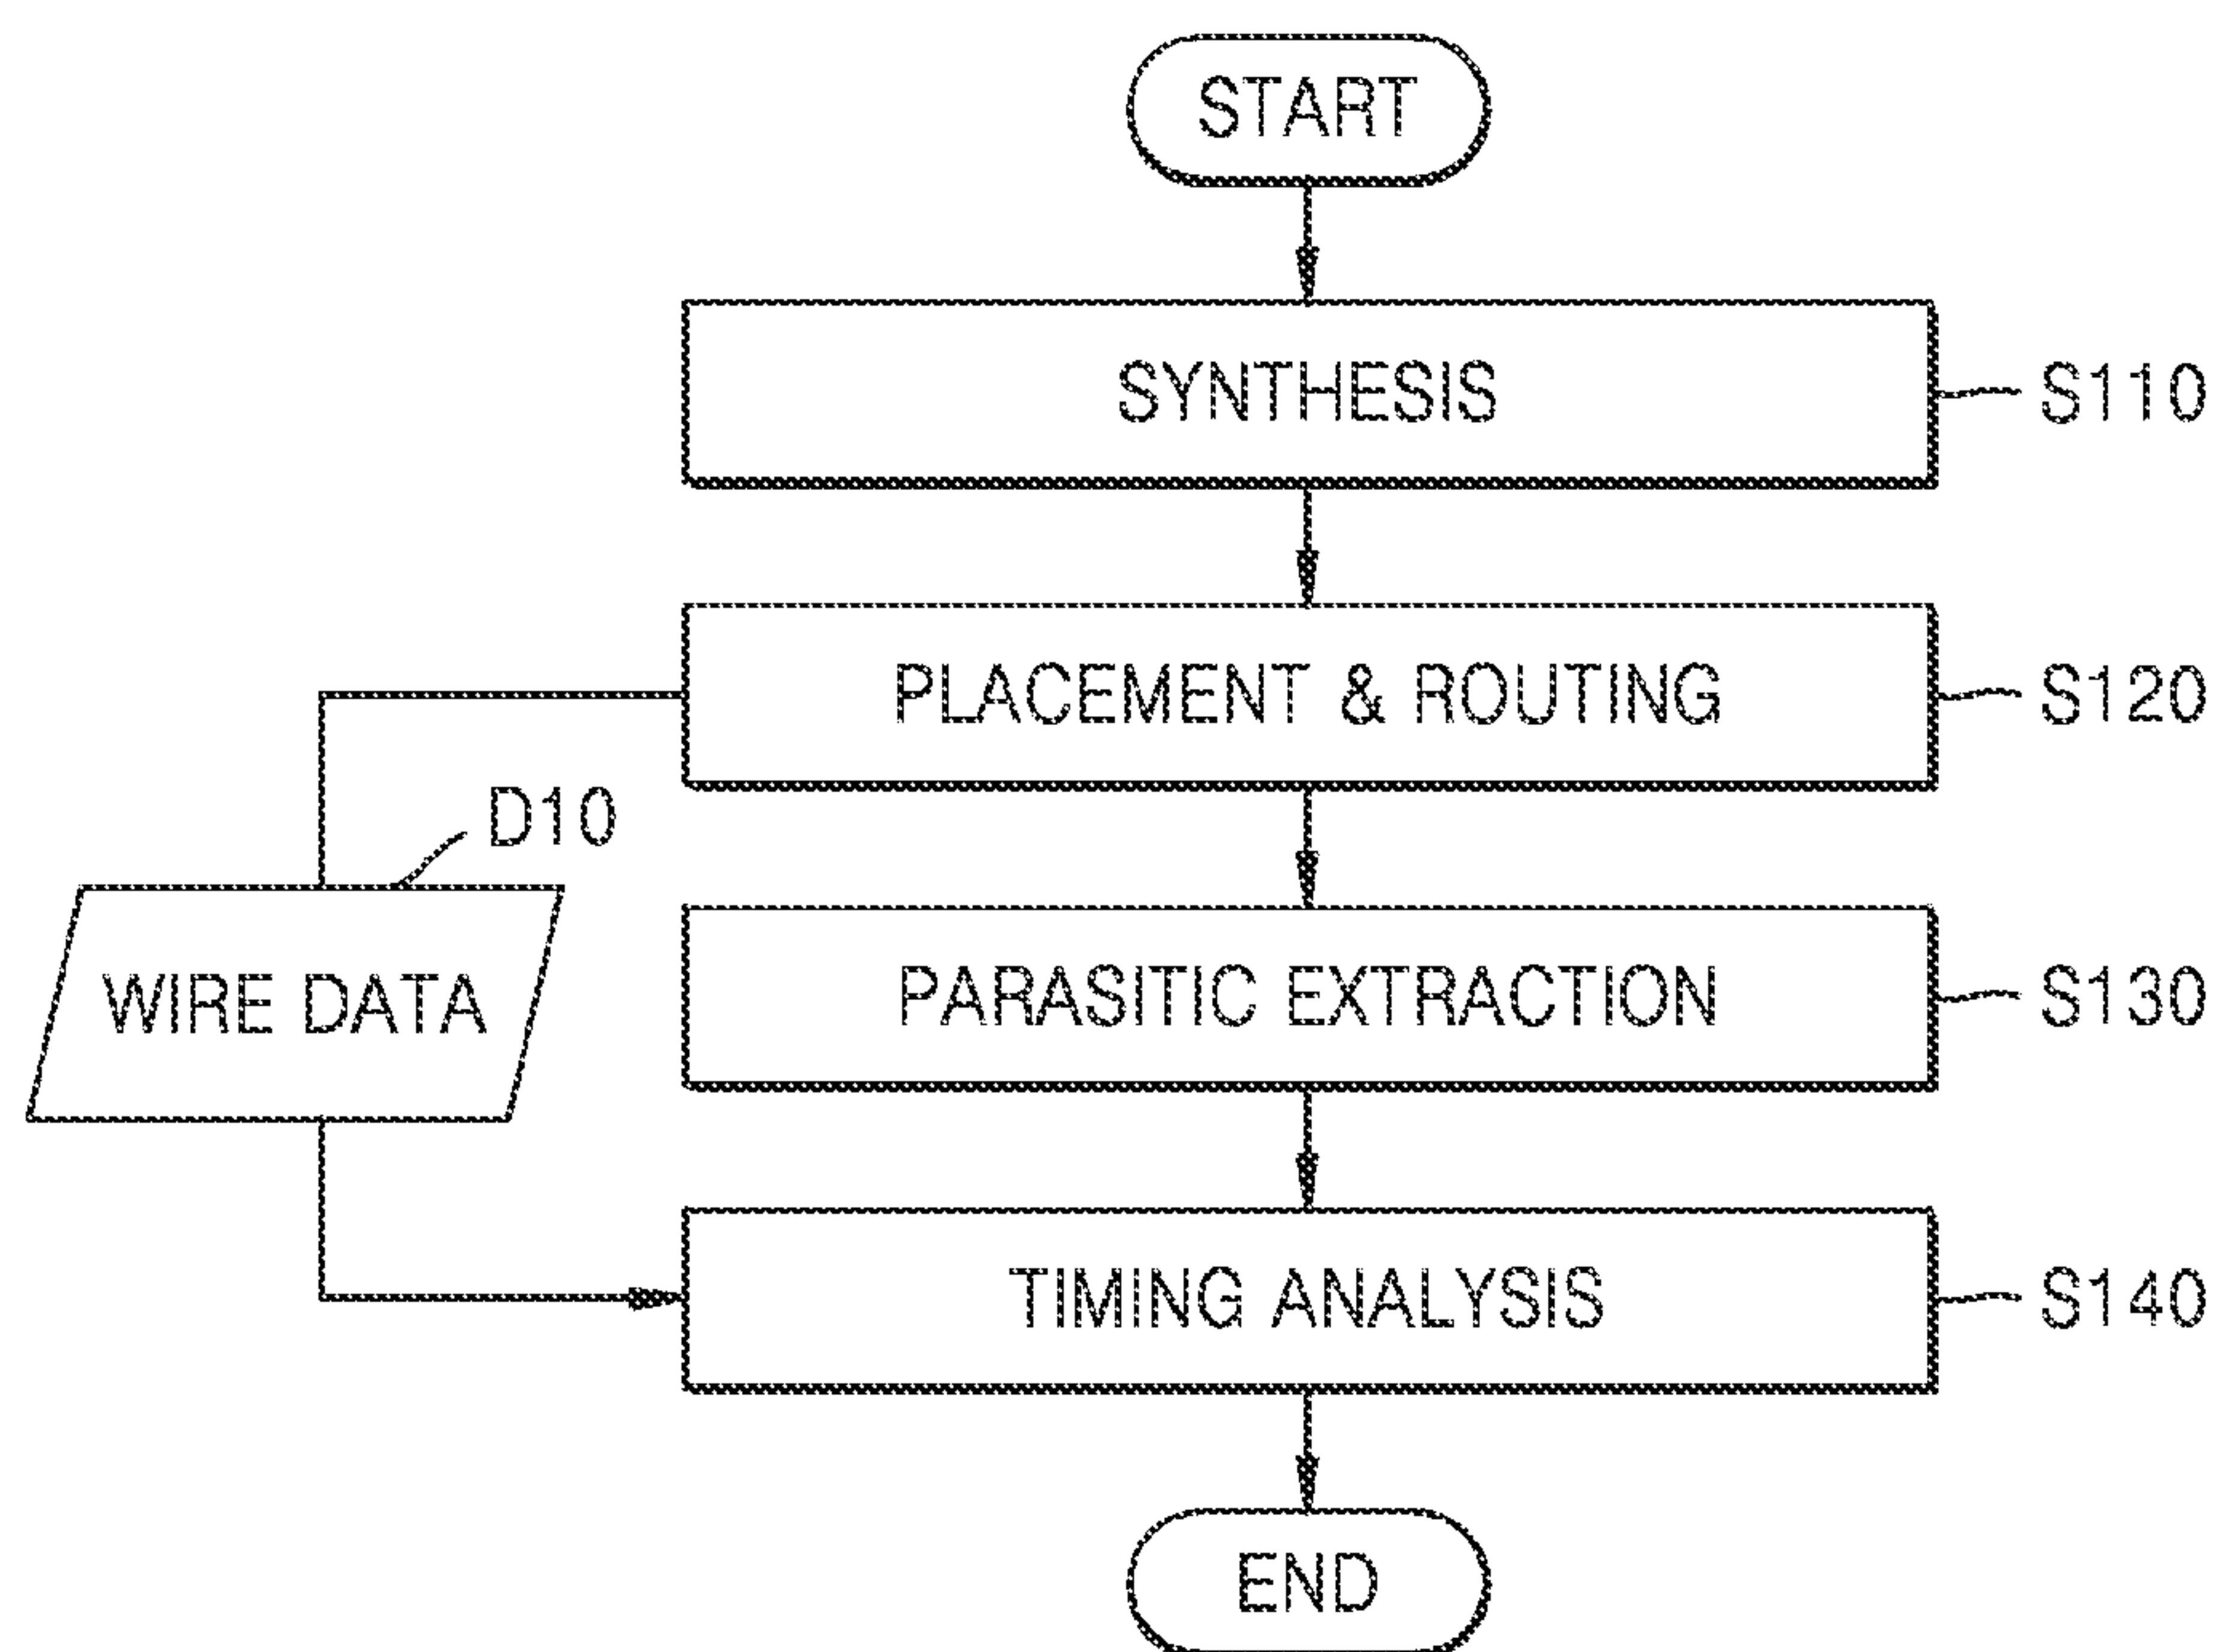 START
SYNTHESIS
S110
PLACEMENT & ROUTING
S120
D10
WIRE DATA
PARASITIC EXTRACTION
S130
TIMING ANALYSIS
S140
END